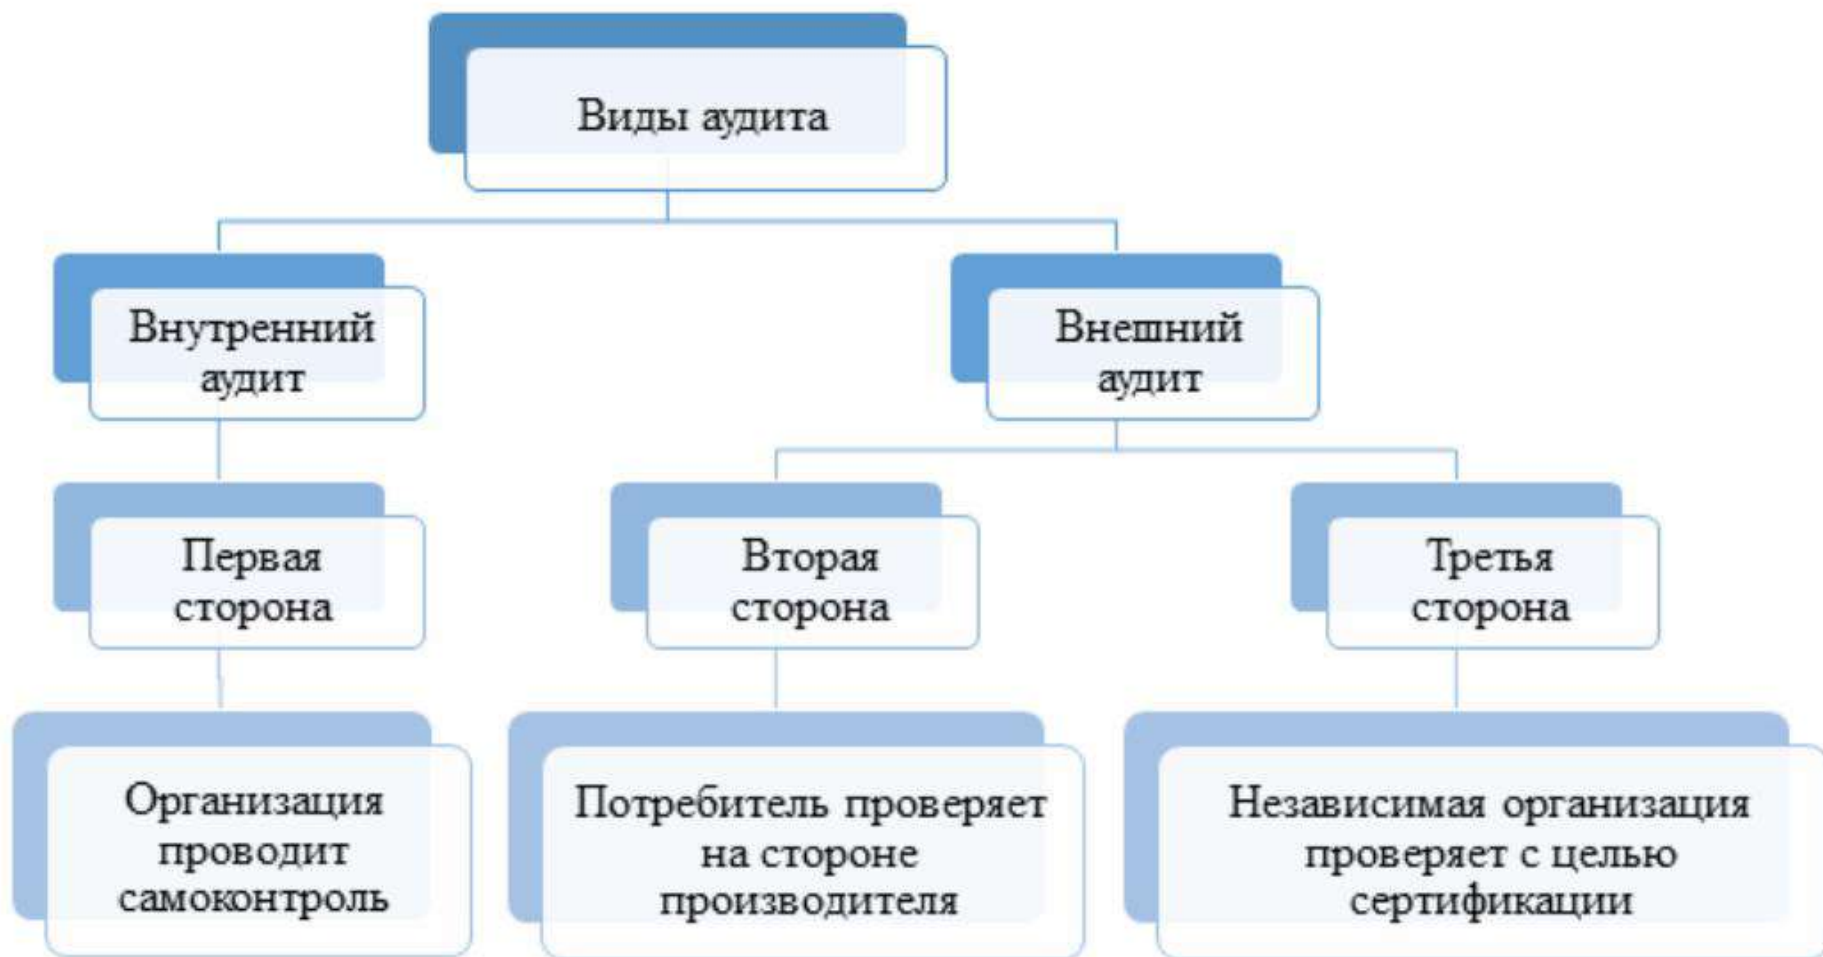 Виды аудита
Внутренний
аудит
Внешний
аудит
Первая
сторона
Вторая
сторона
Третья
сторона
Организация
проводит
самоконтроль
Потребитель проверяет
на стороне
производителя
Независимая организация
проверяет с целью
сертификации